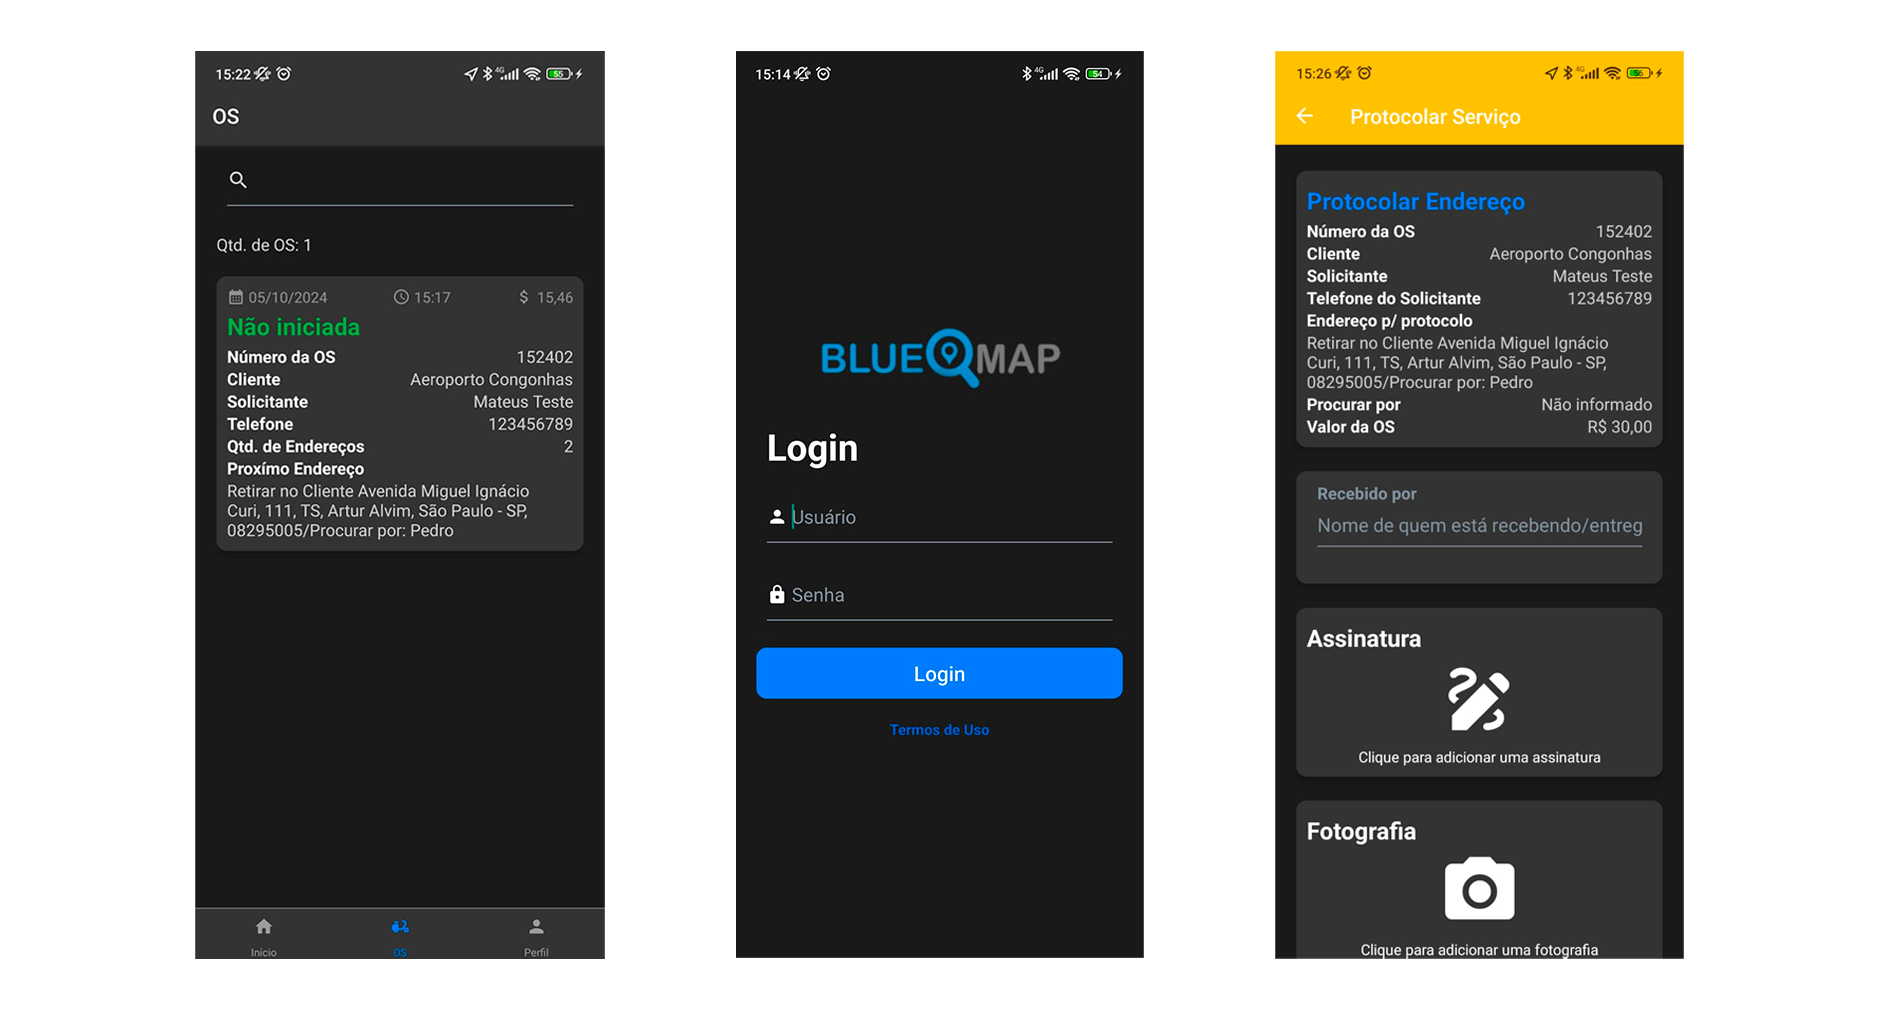 15:22
4G
55
OS
Qtd. de OS: 1
05/10/2024 15:17 $ 15,46
Não iniciada
Número da OS 152402
Cliente Aeroporto Congonhas
Solicitante Mateus Teste
Telefone 123456789
Qtd. de Endereços 2
Proxímo Endereço
Retirar no Cliente Avenida Miguel Ignácio
Curi, 111, TS, Artur Alvim, São Paulo - SP,
08295005/Procurar por: Pedro
Início OS Perfil
15:14
4G
54
BLUE MAP
Login
Usuário
Senha
Login
Termos de Uso
15:26
4G
56
Protocolar Serviço
Protocolar Endereço
Número da OS 152402
Cliente Aeroporto Congonhas
Solicitante Mateus Teste
Telefone do Solicitante 123456789
Endereço p/ protocolo
Retirar no Cliente Avenida Miguel Ignácio
Curi, 111, TS, Artur Alvim, São Paulo - SP,
08295005/Procurar por: Pedro
Procurar por Não informado
Valor da OS R$ 30,00
Recebido por
Nome de quem está recebendo/entreg
Assinatura
Clique para adicionar uma assinatura
Fotografia
Clique para adicionar uma fotografia